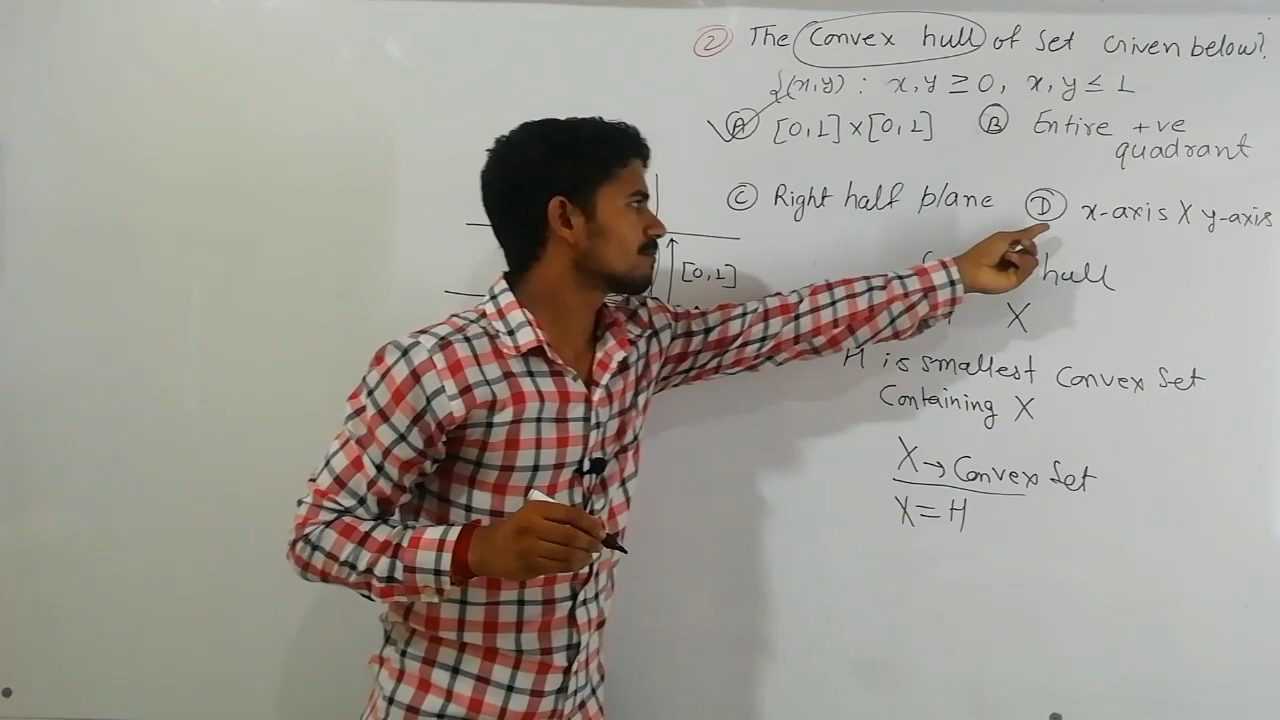 ② The Convex hull of Set Given below?
{(x,y) : x,y ≥ 0, x,y ≤ 1
Ⓐ [0,1]×[0,1] Ⓑ Entire +ve quadrant
Ⓒ Right half plane Ⓓ x-axis X y-axis
[0,1]
hull
X
H is smallest Convex Set
Containing X
X → Convex Set
X = H